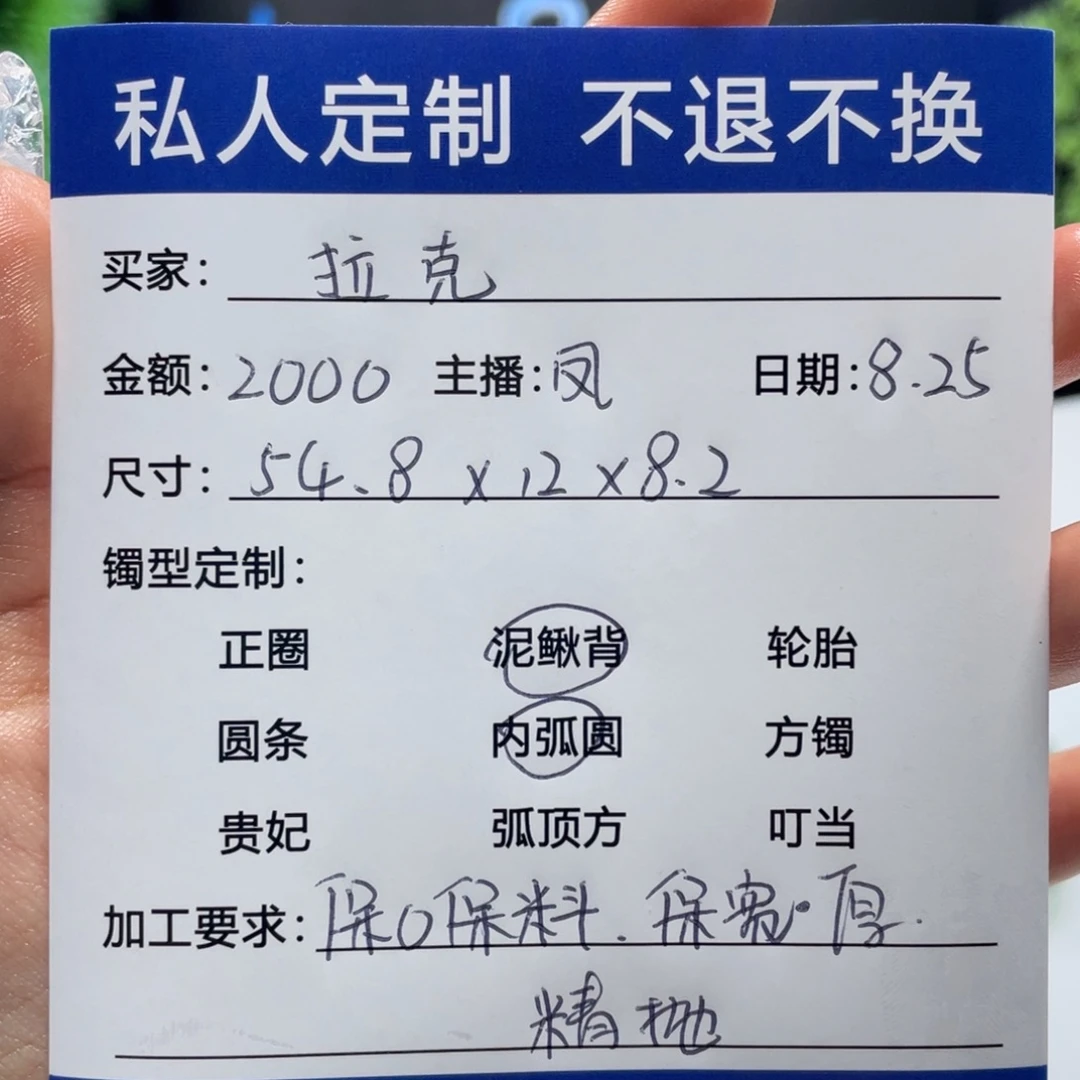 私人定制 不退不换
买家： 拉克
金额：2000 主播：凤 日期：8.25
尺寸：54.8 x 12 x 8.2
镯型定制：
正圈 泥鳅背 轮胎
圆条 内弧圆 方镯
贵妃 弧顶方 叮当
加工要求：保O保料.保宽·厚.
精抛